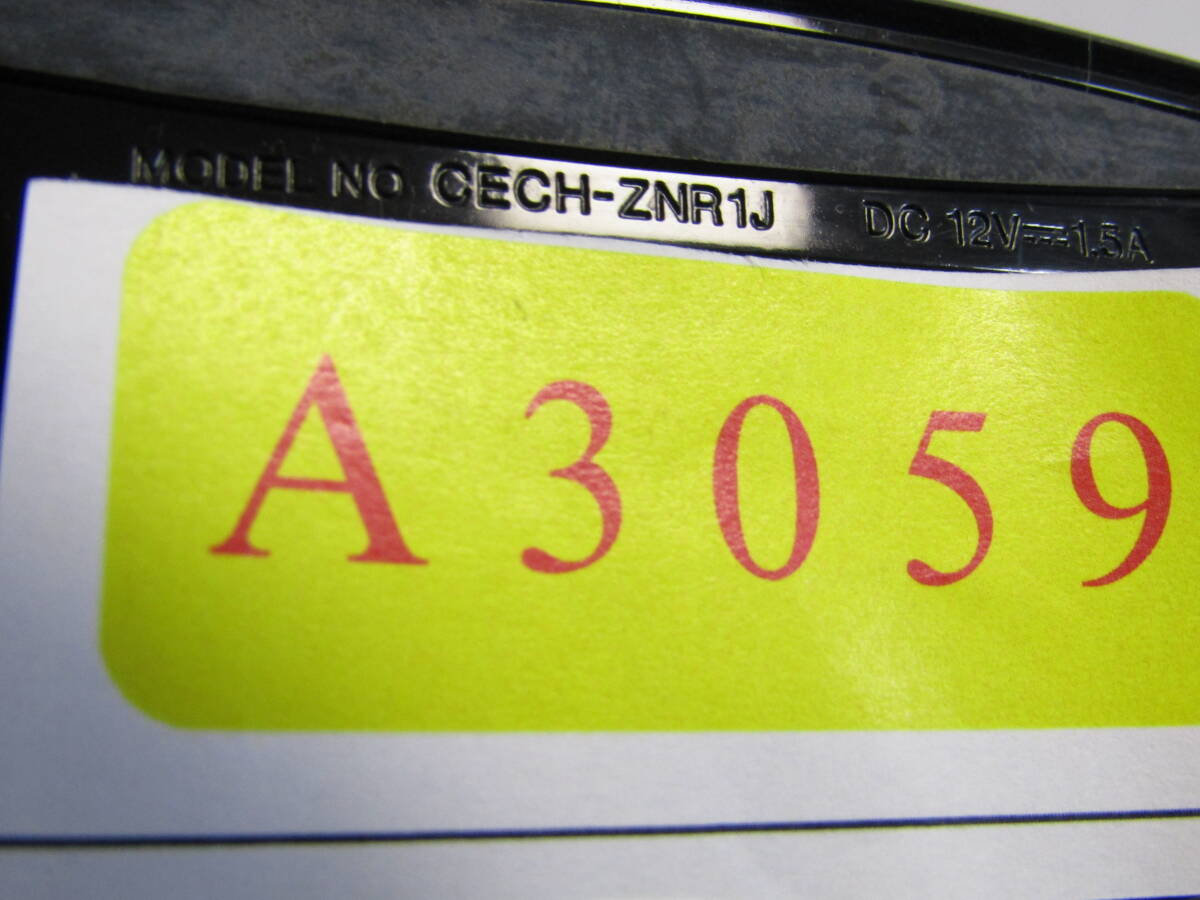 MODEL NO CECH-ZNR1J DC 12V⎓1.5A
A3059